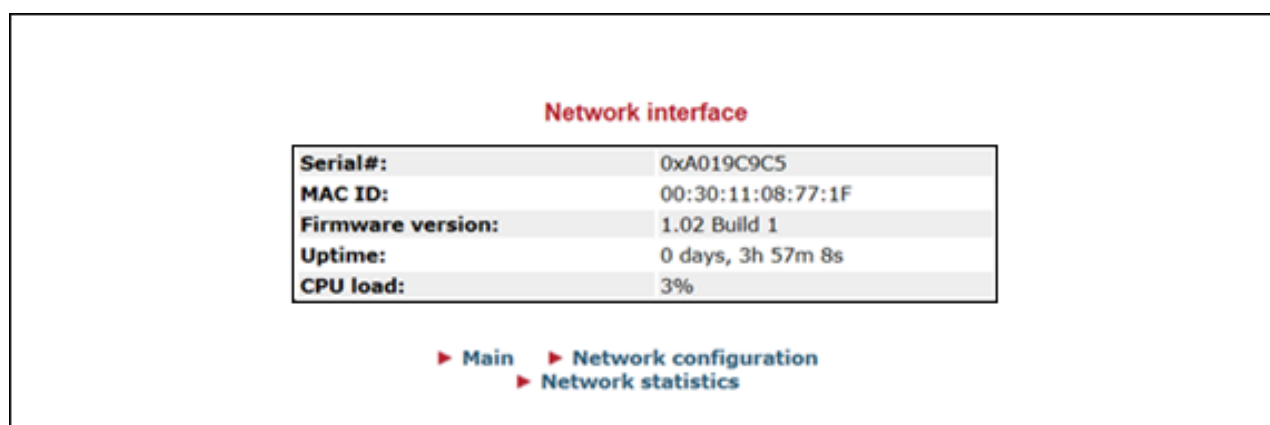 Network interface
Serial#: 0xA019C9C5
MAC ID: 00:30:11:08:77:1F
Firmware version: 1.02 Build 1
Uptime: 0 days, 3h 57m 8s
CPU load: 3%
► Main ► Network configuration
► Network statistics